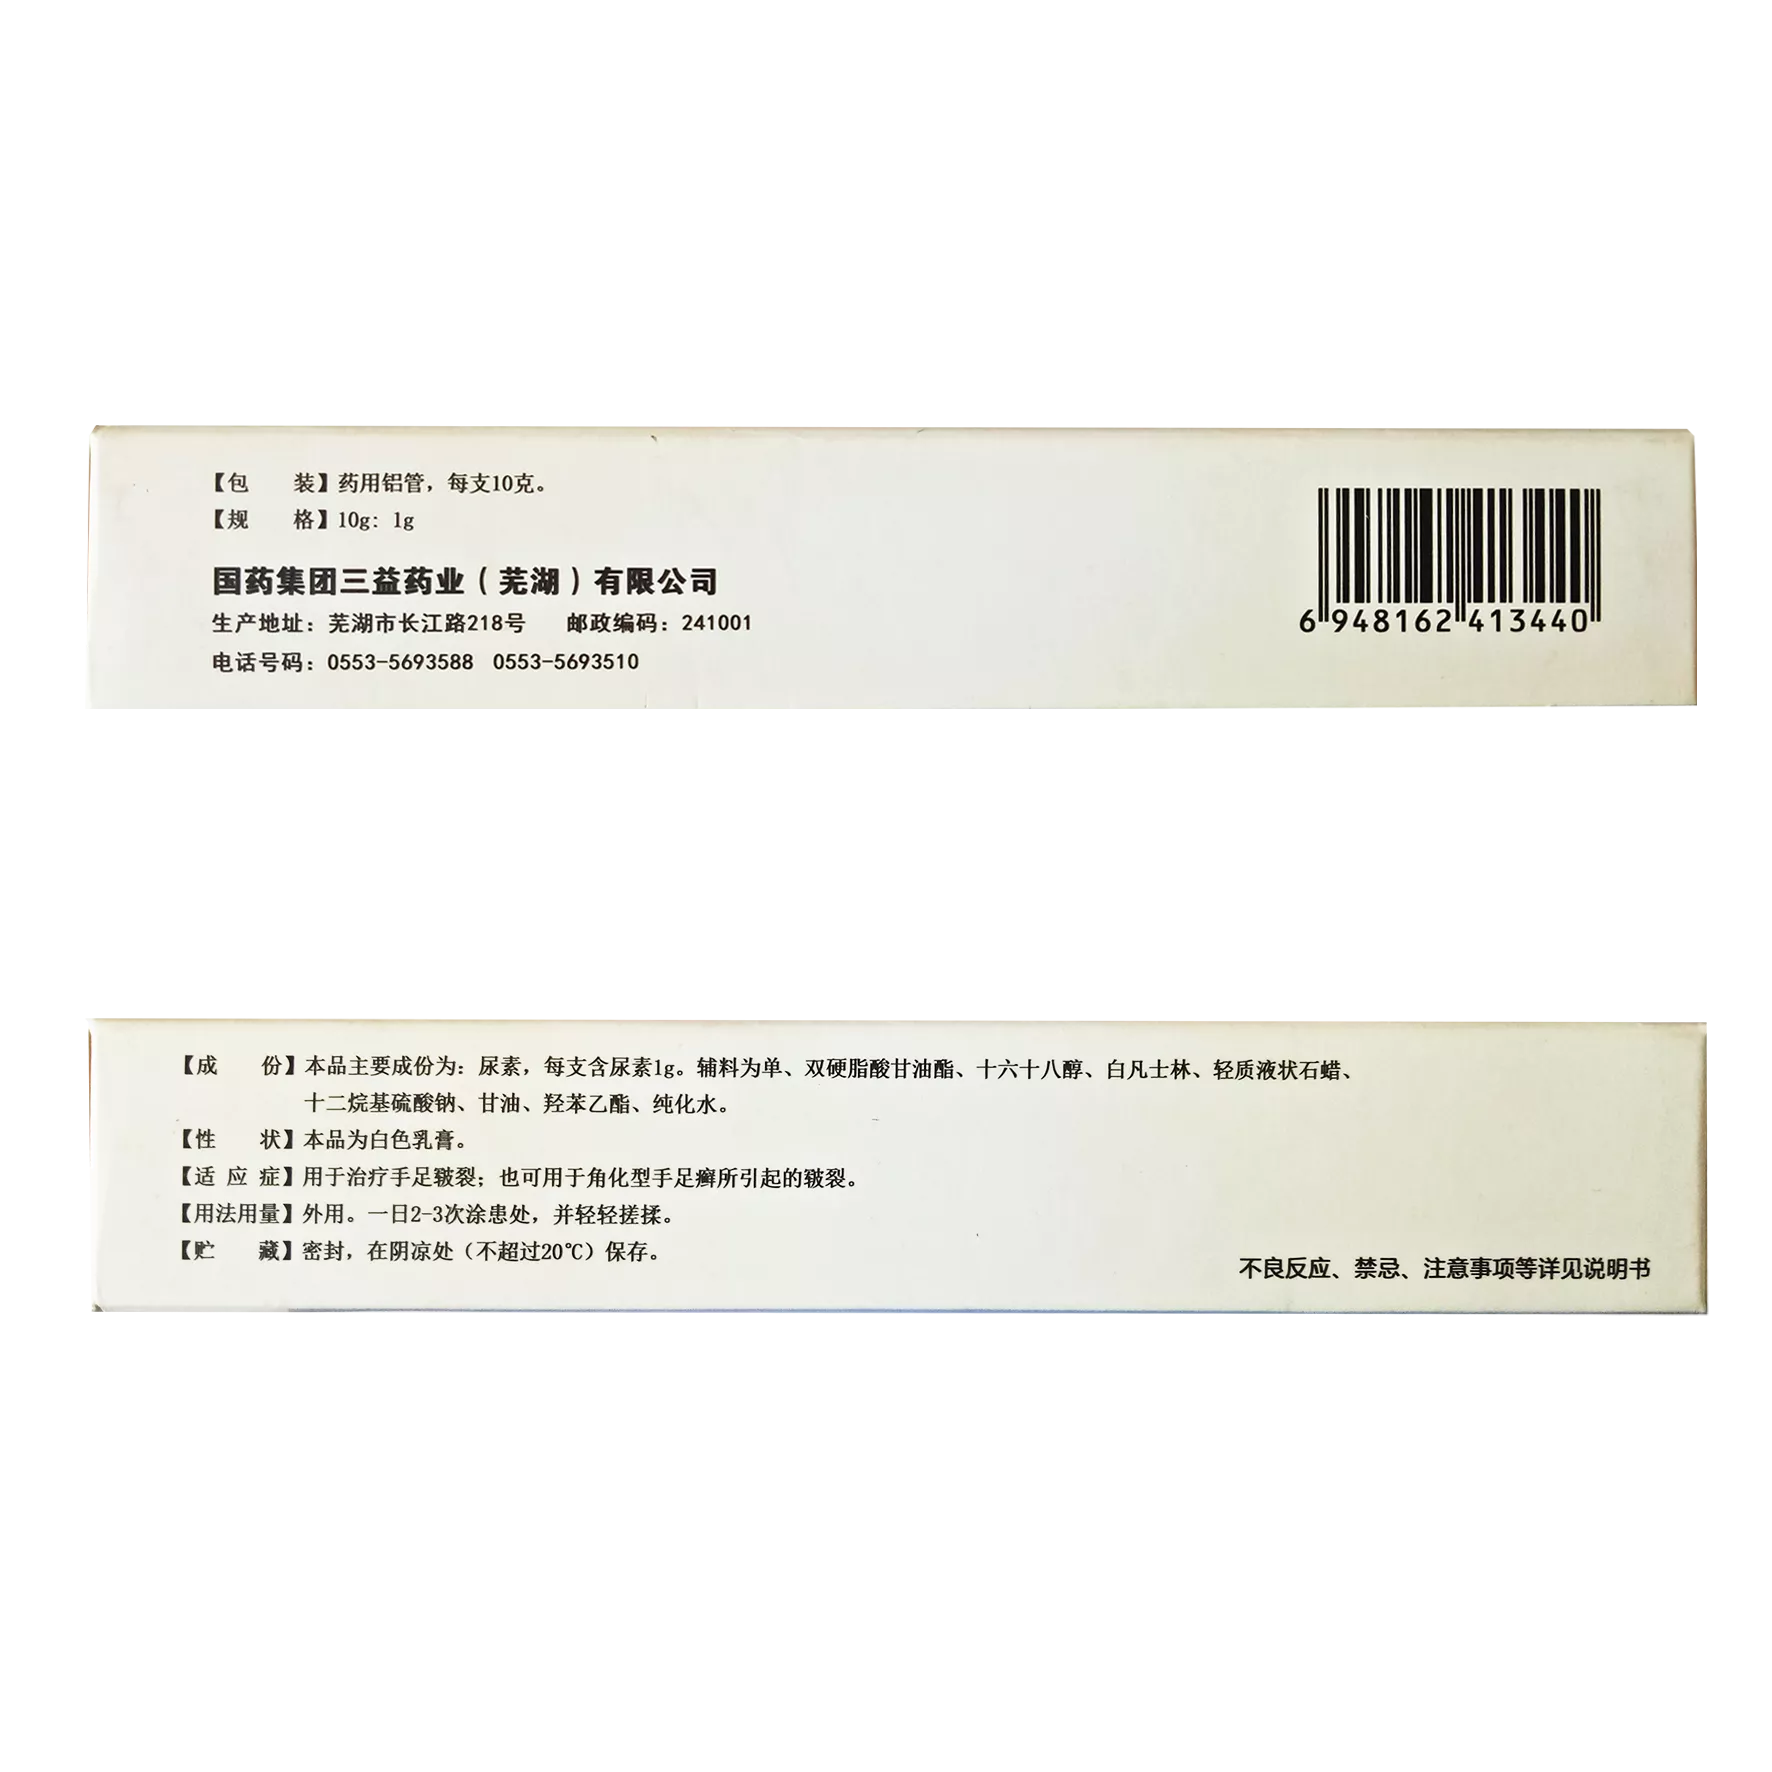 【包　　装】药用铝管，每支10克。
【规　　格】10g：1g
国药集团三益药业（芜湖）有限公司
生产地址：芜湖市长江路218号　邮政编码：241001
电话号码：0553-5693588 0553-5693510
6 948162 413440
【成　　份】本品主要成份为：尿素，每支含尿素1g。辅料为单、双硬脂酸甘油酯、十六十八醇、白凡士林、轻质液状石蜡、
十二烷基硫酸钠、甘油、羟苯乙酯、纯化水。
【性　　状】本品为白色乳膏。
【适 应 症】用于治疗手足皲裂；也可用于角化型手足癣所引起的皲裂。
【用法用量】外用。一日2-3次涂患处，并轻轻搓揉。
【贮　　藏】密封，在阴凉处（不超过20℃）保存。
不良反应、禁忌、注意事项等详见说明书